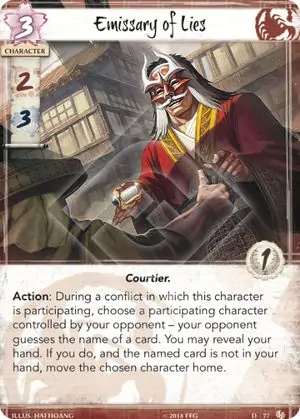 3
Emissary of Lies
CHARACTER
2
3
1
Courtier.
Action: During a conflict in which this character
is participating, choose a participating character
controlled by your opponent – your opponent
guesses the name of a card. You may reveal your
hand. If you do, and the named card is not in your
hand, move the chosen character home.
ILLUS. HAI HOANG
© 2018 FFG
D 77